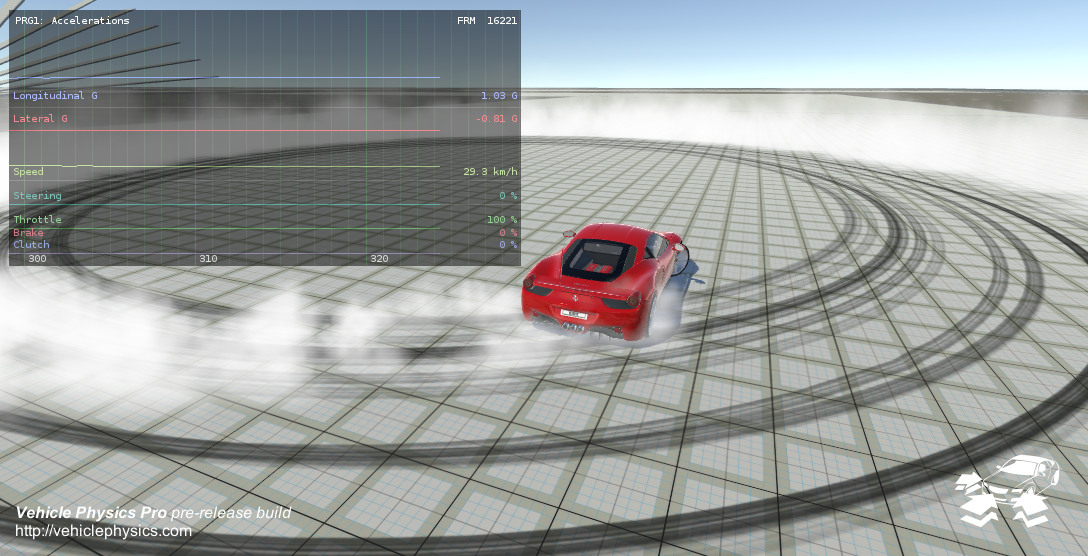 PRG1: Accelerations FRM 16221
Longitudinal G 1.03 G
Lateral G -0.81 G
Speed 29.3 km/h
Steering 0 %
Throttle 100 %
Brake 0 %
Clutch 0 %
300 310 320
Vehicle Physics Pro pre-release build
http://vehiclephysics.com